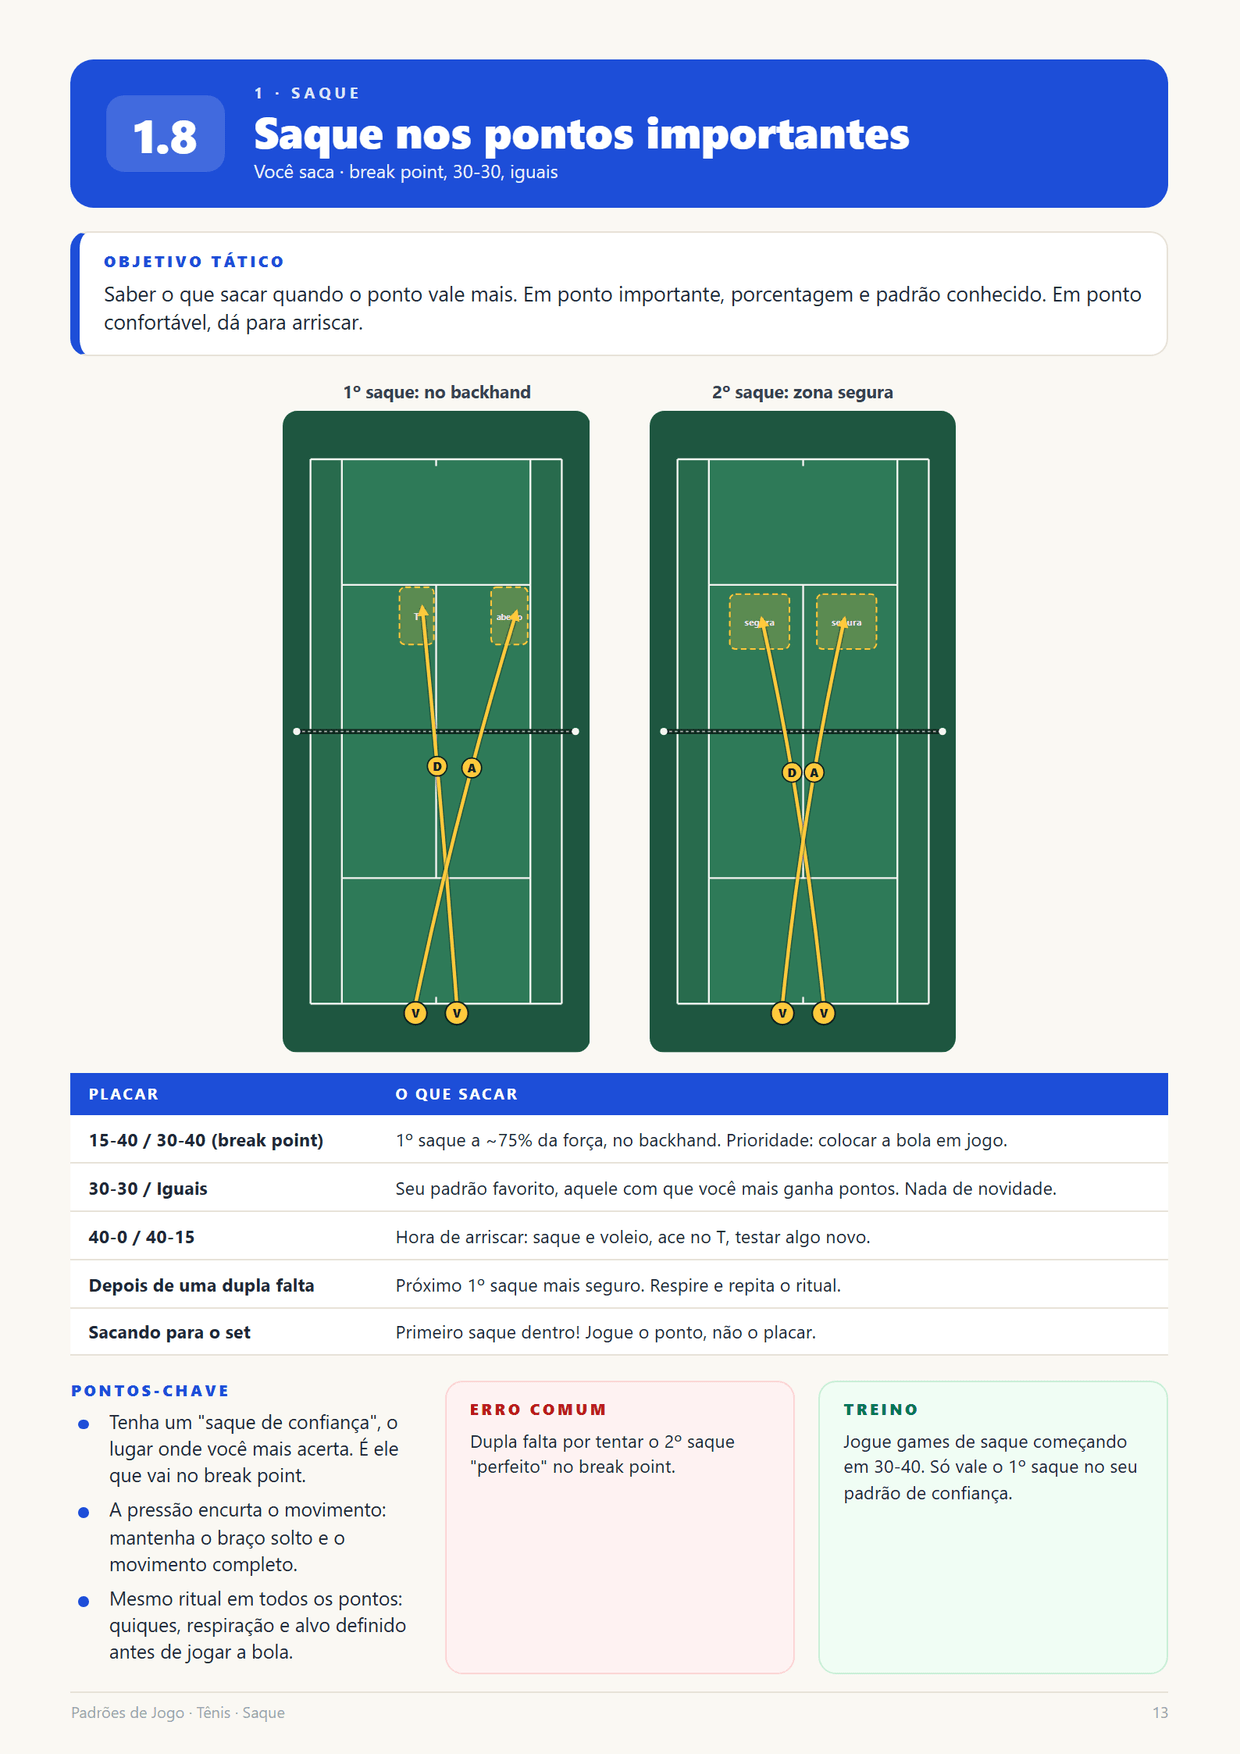 1 · SAQUE
1.8
Saque nos pontos importantes
Você saca · break point, 30-30, iguais
OBJETIVO TÁTICO
Saber o que sacar quando o ponto vale mais. Em ponto importante, porcentagem e padrão conhecido. Em ponto
confortável, dá para arriscar.
1º saque: no backhand
T
D
A
V
V
2º saque: zona segura
D
A
V
V
PLACAR
O QUE SACAR
15-40 / 30-40 (break point)
1º saque a ~75% da força, no backhand. Prioridade: colocar a bola em jogo.
30-30 / Iguais
Seu padrão favorito, aquele com que você mais ganha pontos. Nada de novidade.
40-0 / 40-15
Hora de arriscar: saque e voleio, ace no T, testar algo novo.
Depois de uma dupla falta
Próximo 1º saque mais seguro. Respire e repita o ritual.
Sacando para o set
Primeiro saque dentro! Jogue o ponto, não o placar.
PONTOS-CHAVE
Tenha um "saque de confiança", o
lugar onde você mais acerta. É ele
que vai no break point.
A pressão encurta o movimento:
mantenha o braço solto e o
movimento completo.
Mesmo ritual em todos os pontos:
quiques, respiração e alvo definido
antes de jogar a bola.
ERRO COMUM
Dupla falta por tentar o 2º saque
"perfeito" no break point.
TREINO
Jogue games de saque começando
em 30-40. Só vale o 1º saque no seu
padrão de confiança.
Padrões de Jogo · Tênis · Saque
13